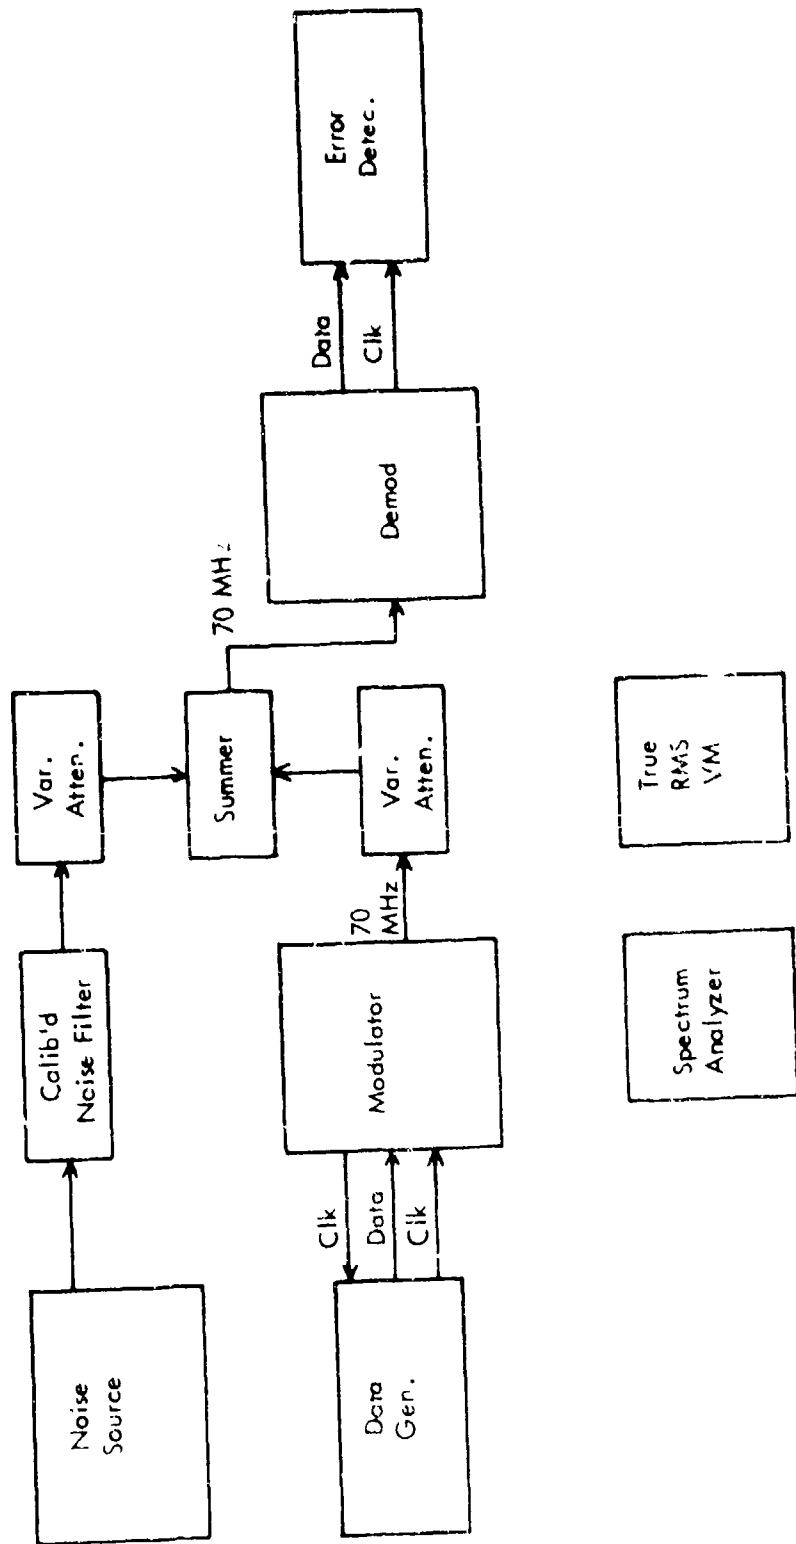 Noise
Source
Calib'd
Noise Filter
Var.
Atten.
Summer
70 MHz
Data
Gen.
Clk
Data
Clk
Modulator
70
MHz
Var.
Atten.
Demod
Data
Clk
Error
Detec.
Spectrum
Analyzer
True
RMS
VM